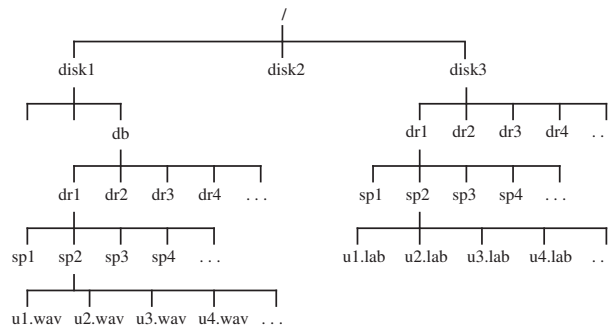 /
disk1 disk2 disk3
db dr1 dr2 dr3 dr4 . .
dr1 dr2 dr3 dr4 . . . sp1 sp2 sp3 sp4 . . .
sp1 sp2 sp3 sp4 . . . u1.lab u2.lab u3.lab u4.lab . .
u1.wav u2.wav u3.wav u4.wav . . .